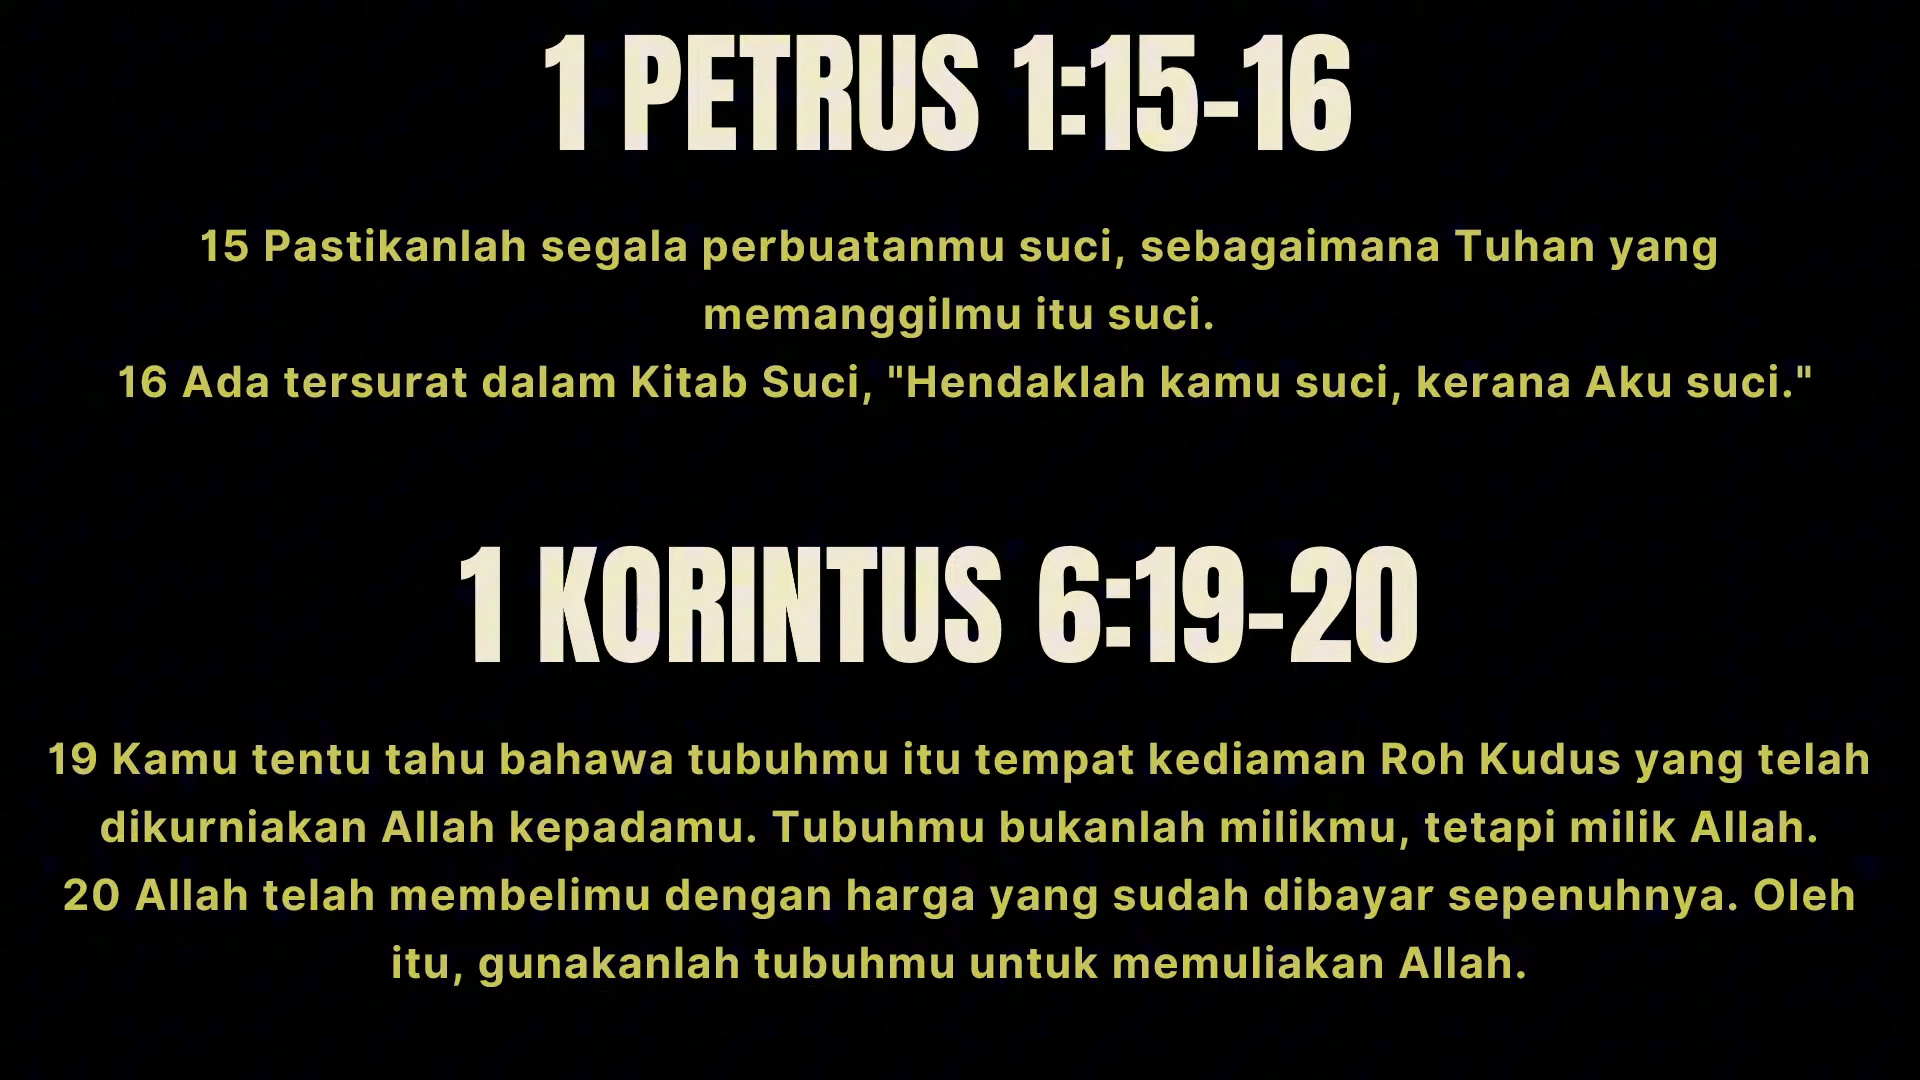 1 PETRUS 1:15-16
15 Pastikanlah segala perbuatanmu suci, sebagaimana Tuhan yang
memanggilmu itu suci.
16 Ada tersurat dalam Kitab Suci, "Hendaklah kamu suci, kerana Aku suci."
1 KORINTUS 6:19-20
19 Kamu tentu tahu bahawa tubuhmu itu tempat kediaman Roh Kudus yang telah
dikurniakan Allah kepadamu. Tubuhmu bukanlah milikmu, tetapi milik Allah.
20 Allah telah membelimu dengan harga yang sudah dibayar sepenuhnya. Oleh
itu, gunakanlah tubuhmu untuk memuliakan Allah.